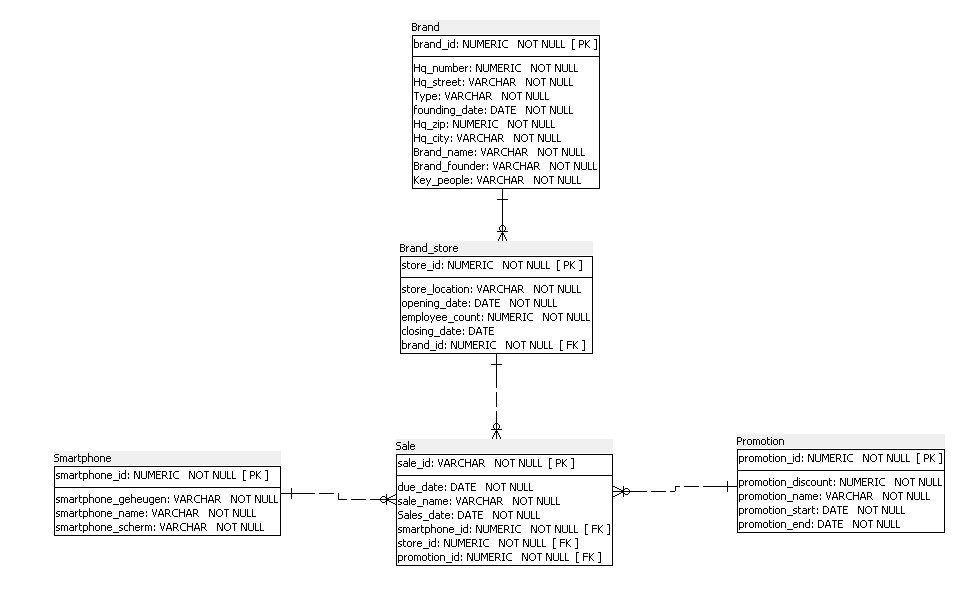 Brand
brand_id: NUMERIC NOT NULL [ PK ]
Hq_number: NUMERIC NOT NULL
Hq_street: VARCHAR NOT NULL
Type: VARCHAR NOT NULL
founding_date: DATE NOT NULL
Hq_zip: NUMERIC NOT NULL
Hq_city: VARCHAR NOT NULL
Brand_name: VARCHAR NOT NULL
Brand_founder: VARCHAR NOT NULL
Key_people: VARCHAR NOT NULL
Brand_store
store_id: NUMERIC NOT NULL [ PK ]
store_location: VARCHAR NOT NULL
opening_date: DATE NOT NULL
employee_count: NUMERIC NOT NULL
closing_date: DATE
brand_id: NUMERIC NOT NULL [ FK ]
Smartphone
smartphone_id: NUMERIC NOT NULL [ PK ]
smartphone_geheugen: VARCHAR NOT NULL
smartphone_name: VARCHAR NOT NULL
smartphone_scherm: VARCHAR NOT NULL
Sale
sale_id: VARCHAR NOT NULL [ PK ]
due_date: DATE NOT NULL
sale_name: VARCHAR NOT NULL
Sales_date: DATE NOT NULL
smartphone_id: NUMERIC NOT NULL [ FK ]
store_id: NUMERIC NOT NULL [ FK ]
promotion_id: NUMERIC NOT NULL [ FK ]
Promotion
promotion_id: NUMERIC NOT NULL [ PK ]
promotion_discount: NUMERIC NOT NULL
promotion_name: VARCHAR NOT NULL
promotion_start: DATE NOT NULL
promotion_end: DATE NOT NULL